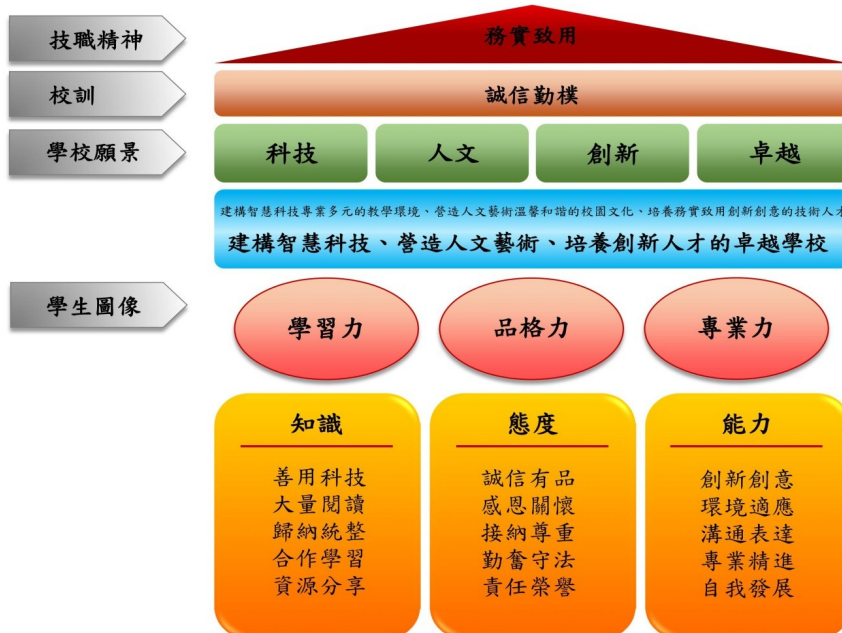 技職精神
務實致用
校訓
誠信勤樸
學校願景
科技
人文
創新
卓越
建構智慧科技專業多元的教學環境、營造人文藝術溫馨和諧的校園文化、培養務實致用創新創意的技術人才
建構智慧科技、營造人文藝術、培養創新人才的卓越學校
學生圖像
學習力
品格力
專業力
知識
善用科技
大量閱讀
歸納統整
合作學習
資源分享
態度
誠信有品
感恩關懷
接納尊重
勤奮守法
責任榮譽
能力
創新創意
環境適應
溝通表達
專業精進
自我發展